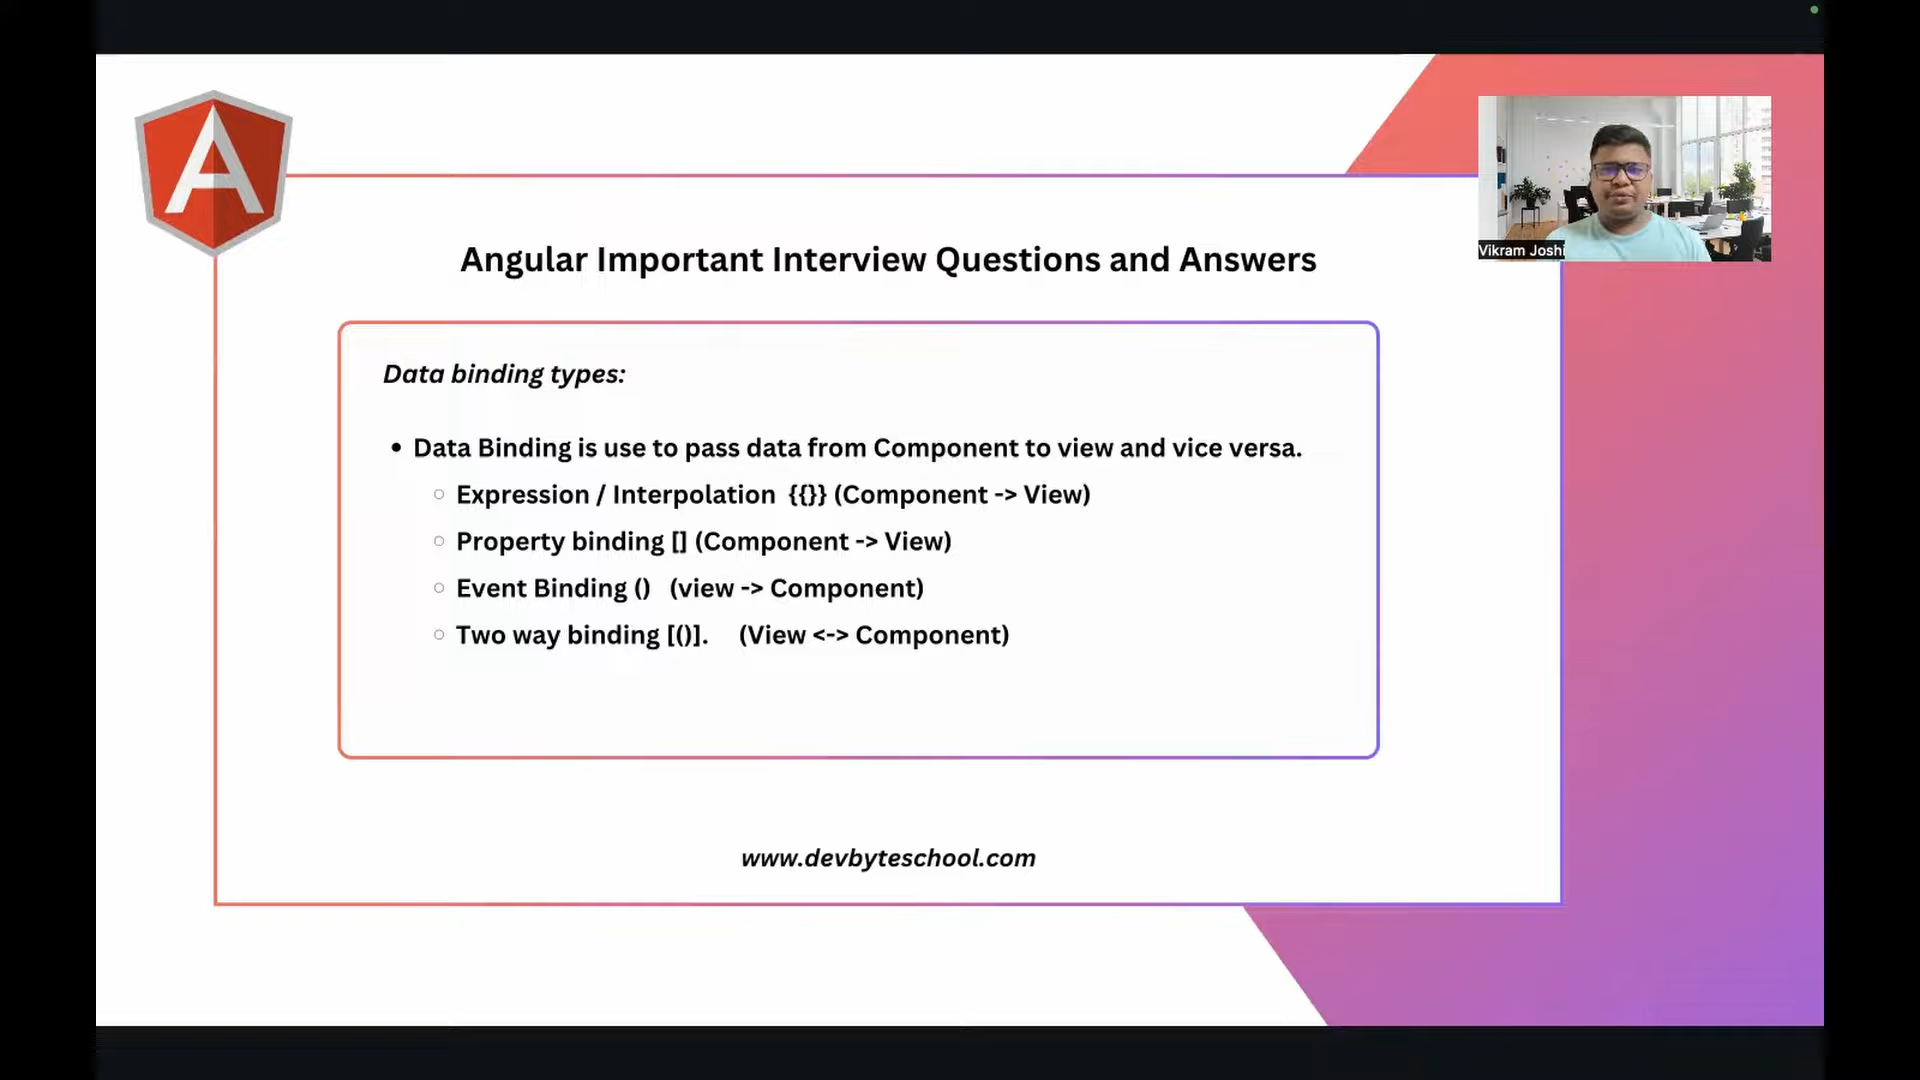 Vikram Joshi
Angular Important Interview Questions and Answers
Data binding types:
• Data Binding is use to pass data from Component to view and vice versa.
○ Expression / Interpolation {{}} (Component -> View)
○ Property binding [] (Component -> View)
○ Event Binding () (view -> Component)
○ Two way binding [()]. (View <-> Component)
www.devbyteschool.com